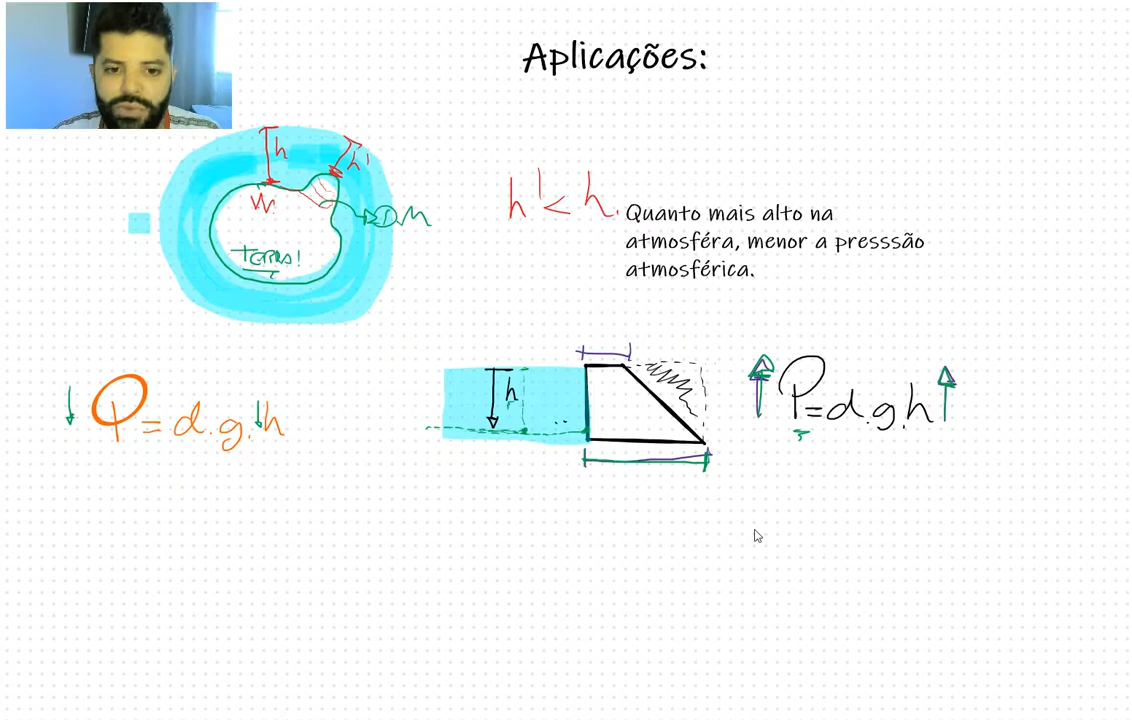 Aplicações:
h
h'
h' < h.
M
TERRA!
Quanto mais alto na
atmosféra, menor a presssão
atmosférica.
P = d.g.h
h
P = d.g.h